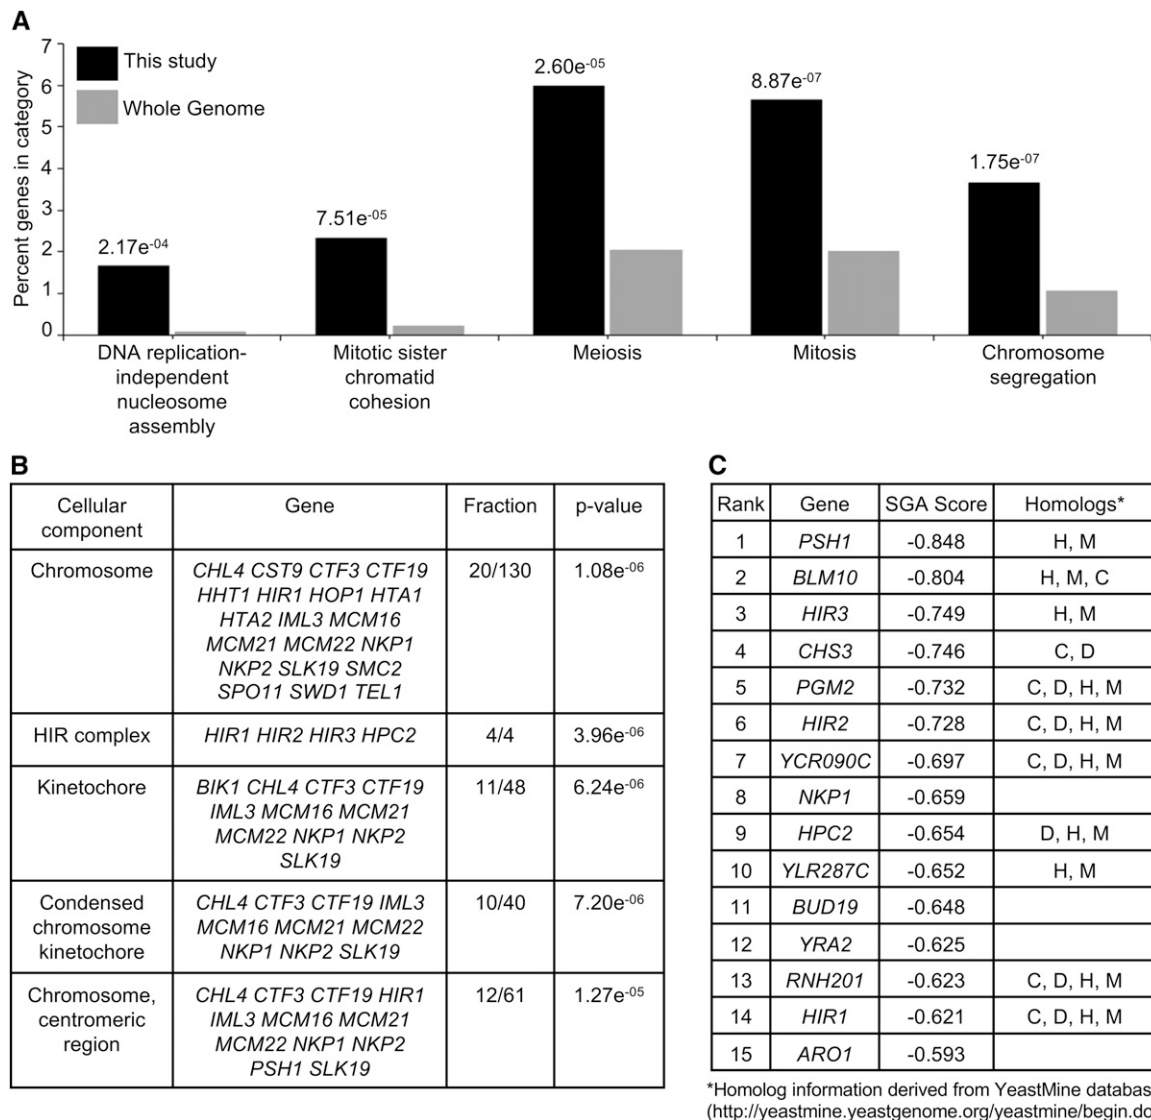 A
Percent genes in category
7
6
5
4
3
2
1
0
This study
Whole Genome
2.17e-04
7.51e-05
2.60e-05
8.87e-07
1.75e-07
DNA replication-
independent
nucleosome
assembly
Mitotic sister
chromatid
cohesion
Meiosis
Mitosis
Chromosome
segregation
B
Cellular
component
Gene
Fraction
p-value
Chromosome
CHL4 CST9 CTF3 CTF19
HHT1 HIR1 HOP1 HTA1
HTA2 IML3 MCM16
MCM21 MCM22 NKP1
NKP2 SLK19 SMC2
SPO11 SWD1 TEL1
20/130
1.08e-06
HIR complex
HIR1 HIR2 HIR3 HPC2
4/4
3.96e-06
Kinetochore
BIK1 CHL4 CTF3 CTF19
IML3 MCM16 MCM21
MCM22 NKP1 NKP2
SLK19
11/48
6.24e-06
Condensed
chromosome
kinetochore
CHL4 CTF3 CTF19 IML3
MCM16 MCM21 MCM22
NKP1 NKP2 SLK19
10/40
7.20e-06
Chromosome,
centromeric
region
CHL4 CTF3 CTF19 HIR1
IML3 MCM16 MCM21
MCM22 NKP1 NKP2
PSH1 SLK19
12/61
1.27e-05
C
Rank Gene SGA Score Homologs*
1 PSH1 -0.848 H, M
2 BLM10 -0.804 H, M, C
3 HIR3 -0.749 H, M
4 CHS3 -0.746 C, D
5 PGM2 -0.732 C, D, H, M
6 HIR2 -0.728 C, D, H, M
7 YCR090C -0.697 C, D, H, M
8 NKP1 -0.659
9 HPC2 -0.654 D, H, M
10 YLR287C -0.652 H, M
11 BUD19 -0.648
12 YRA2 -0.625
13 RNH201 -0.623 C, D, H, M
14 HIR1 -0.621 C, D, H, M
15 ARO1 -0.593
*Homolog information derived from YeastMine databas
(http://yeastmine.yeastgenome.org/yeastmine/begin.do